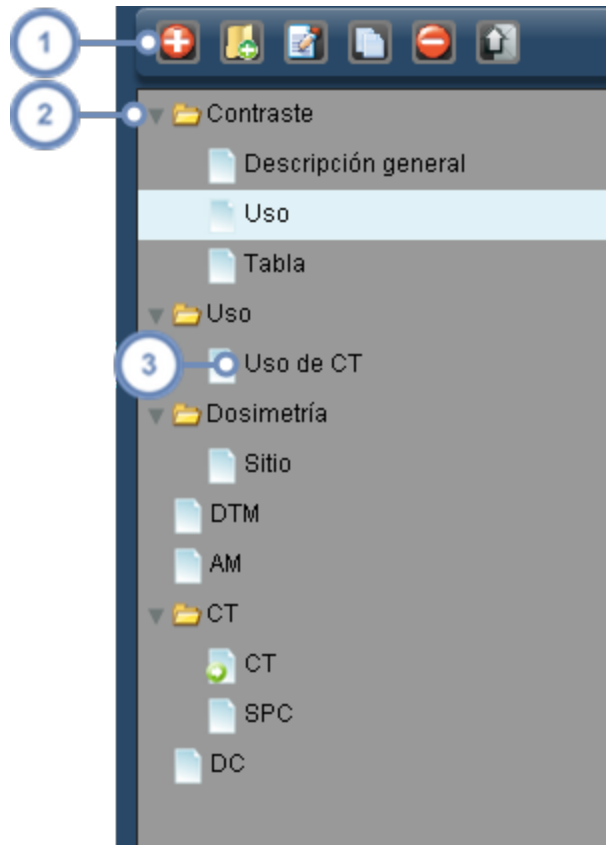 1
2
Contraste
Descripción general
Uso
Tabla
Uso
3
Uso de CT
Dosimetría
Sitio
DTM
AM
CT
CT
SPC
DC